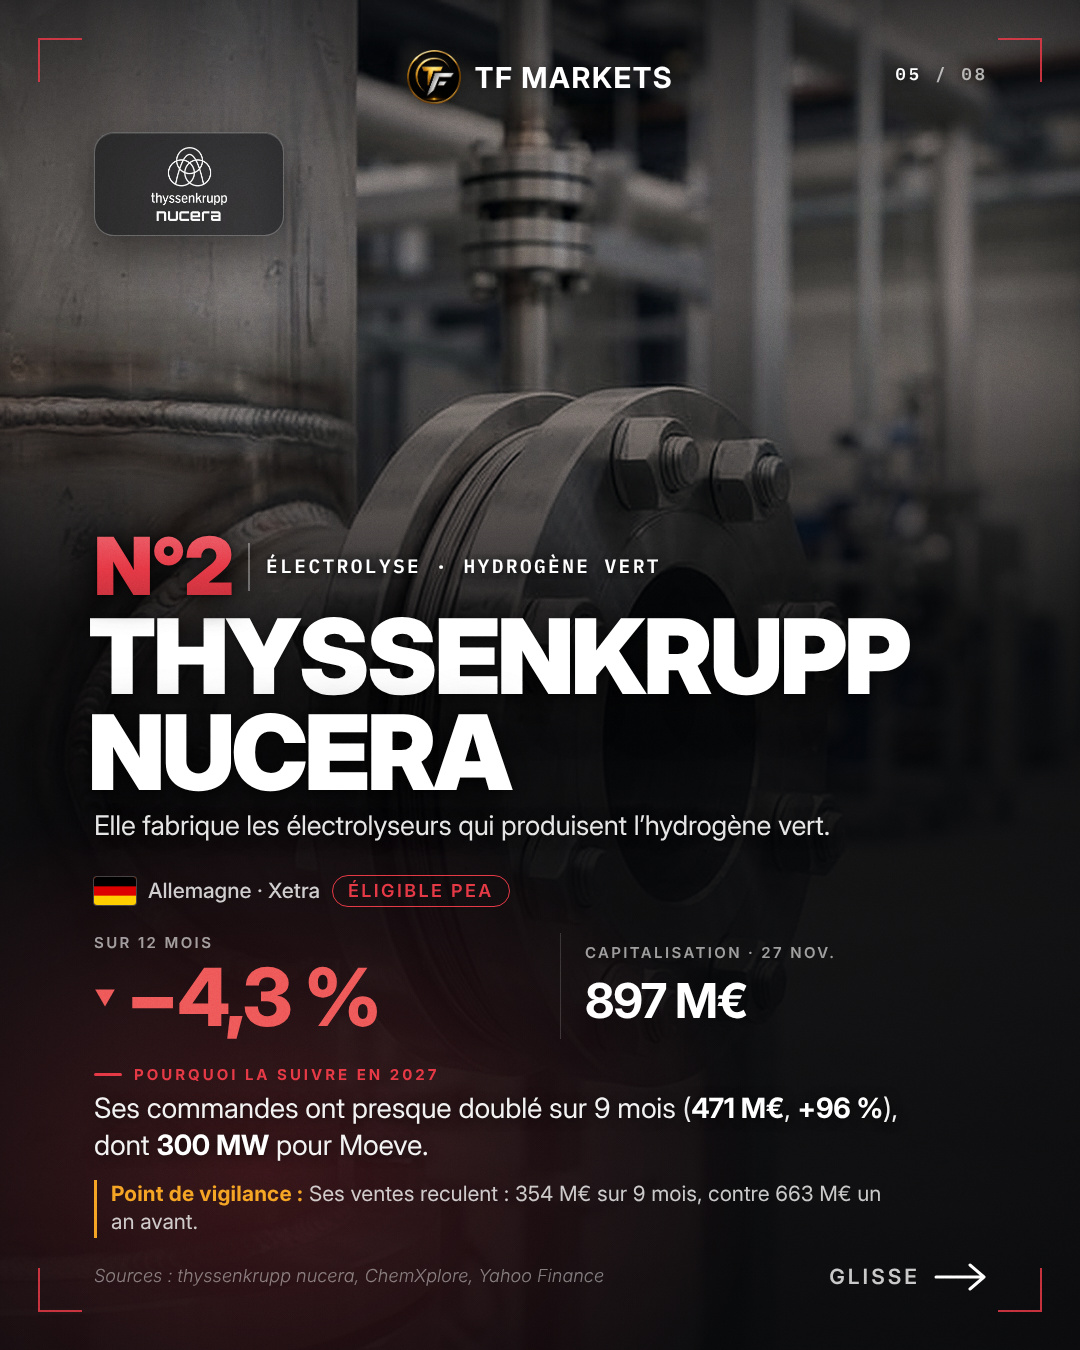 TF MARKETS
05 / 08
thyssenkrupp
nucera
N°2
ÉLECTROLYSE · HYDROGÈNE VERT
THYSSENKRUPP
NUCERA
Elle fabrique les électrolyseurs qui produisent l’hydrogène vert.
Allemagne · Xetra
ÉLIGIBLE PEA
SUR 12 MOIS
▼ –4,3 %
CAPITALISATION · 27 NOV.
897 M€
POURQUOI LA SUIVRE EN 2027
Ses commandes ont presque doublé sur 9 mois (471 M€, +96 %),
dont 300 MW pour Moeve.
Point de vigilance : Ses ventes reculent : 354 M€ sur 9 mois, contre 663 M€ un
an avant.
Sources : thyssenkrupp nucera, ChemXplore, Yahoo Finance
GLISSE →